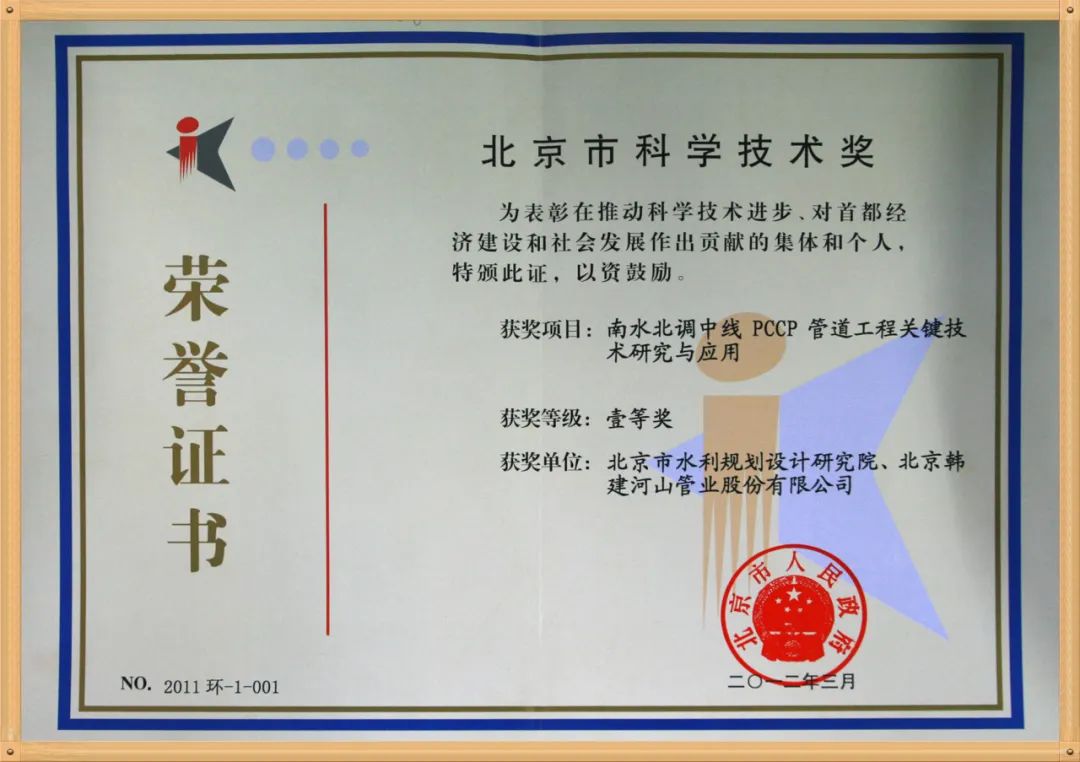 荣誉证书
NO. 2011 环-1-001
北京市科学技术奖
为表彰在推动科学技术进步、对首都经
济建设和社会发展作出贡献的集体和个人，
特颁此证，以资鼓励。
获奖项目：南水北调中线 PCCP 管道工程关键技
术研究与应用
获奖等级：壹等奖
获奖单位：北京市水利规划设计研究院、北京韩
建河山管业股份有限公司
北京市人民政府
二〇一二年三月